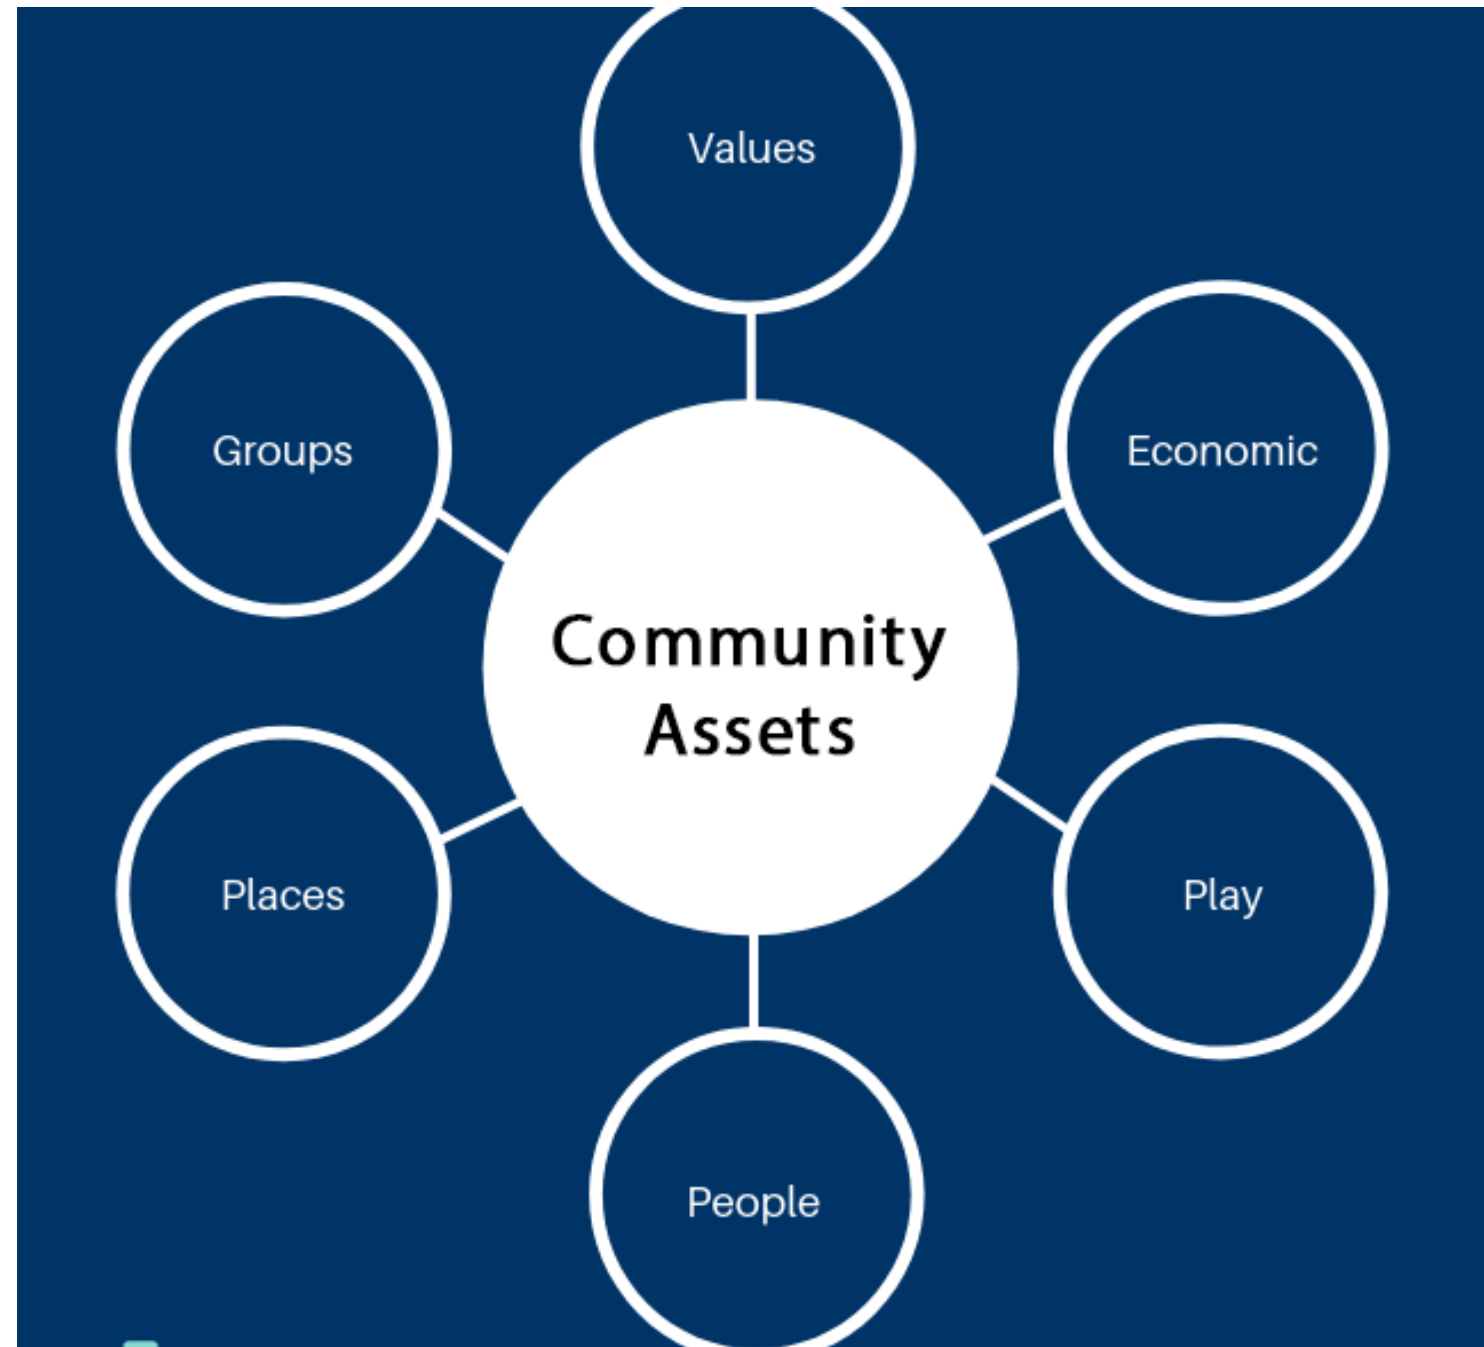 Values
Groups
Economic
Community
Assets
Places
Play
People